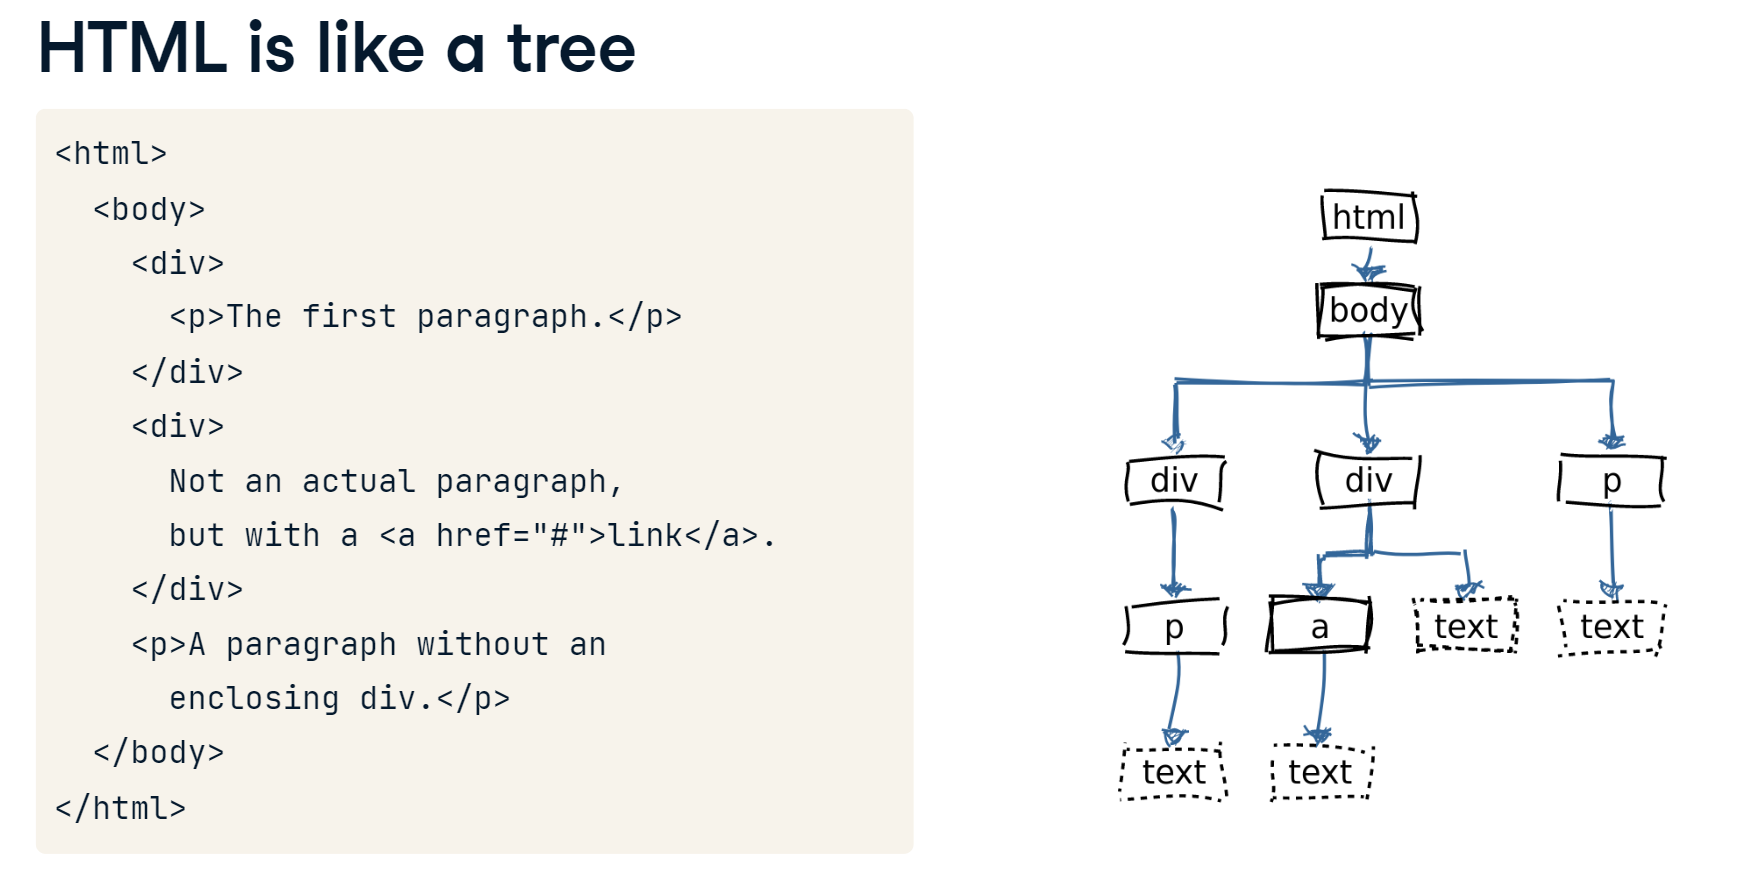 HTML is like a tree
<html>
<body>
<div>
<p>The first paragraph.</p>
</div>
<div>
Not an actual paragraph,
but with a <a href="#">link</a>.
</div>
<p>A paragraph without an
enclosing div.</p>
</body>
</html>
html
body
div div p
p a text text
text text